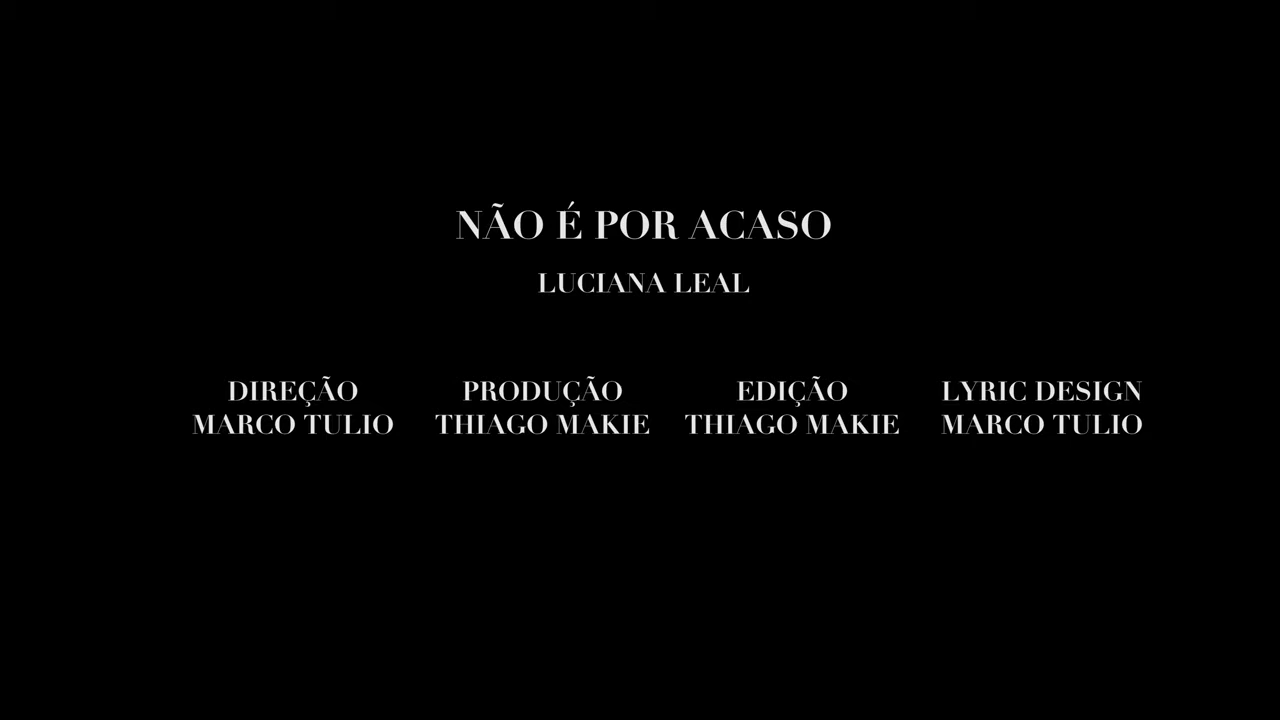 NÃO É POR ACASO
LUCIANA LEAL
DIREÇÃO
MARCO TULIO
PRODUÇÃO
THIAGO MAKIE
EDIÇÃO
THIAGO MAKIE
LYRIC DESIGN
MARCO TULIO